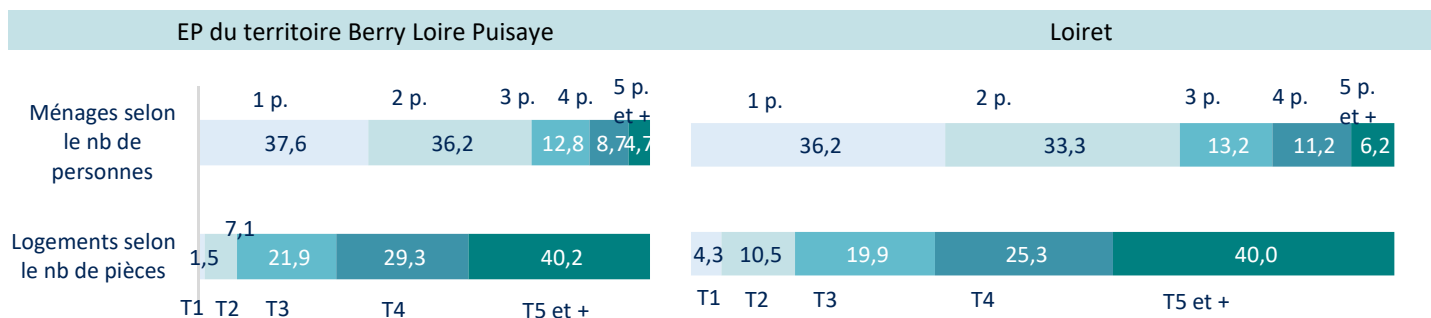 EP du territoire Berry Loire Puisaye
Loiret
Ménages selon
le nb de
personnes
1 p.
2 p.
3 p.
4 p.
5 p.
et +
37,6
36,2
12,8
8,7
4,7
1 p.
2 p.
3 p.
4 p.
5 p.
et +
36,2
33,3
13,2
11,2
6,2
Logements selon
le nb de pièces
1,5
7,1
21,9
29,3
40,2
T1
T2
T3
T4
T5 et +
4,3
10,5
19,9
25,3
40,0
T1
T2
T3
T4
T5 et +